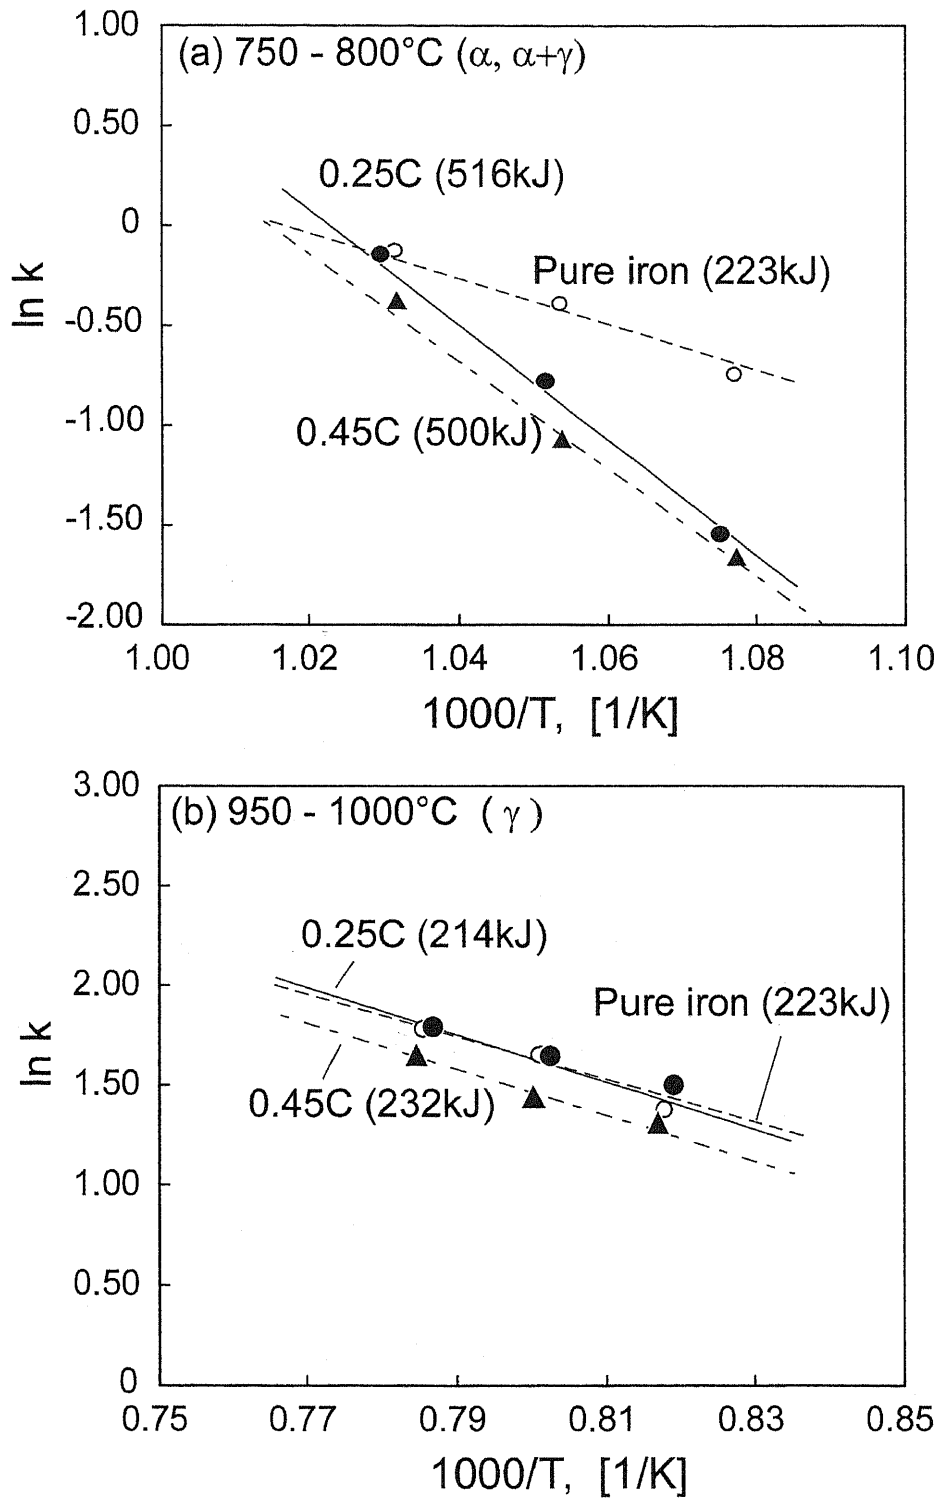 1.00
(a) 750 - 800°C (α, α+γ)
0.50
0.25C (516kJ)
0
Pure iron (223kJ)
ln k
-0.50
-1.00
0.45C (500kJ)
-1.50
-2.00
1.00 1.02 1.04 1.06 1.08 1.10
1000/T, [1/K]
3.00
(b) 950 - 1000°C ( γ )
2.50
0.25C (214kJ)
2.00
Pure iron (223kJ)
ln k
1.50
0.45C (232kJ)
1.00
0.50
0
0.75 0.77 0.79 0.81 0.83 0.85
1000/T, [1/K]